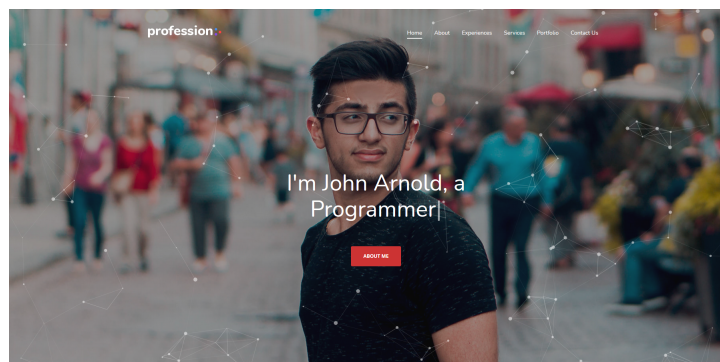 profession
Home About Experiences Services Portfolio Contact Us
I'm John Arnold, a
Programmer|
ABOUT ME